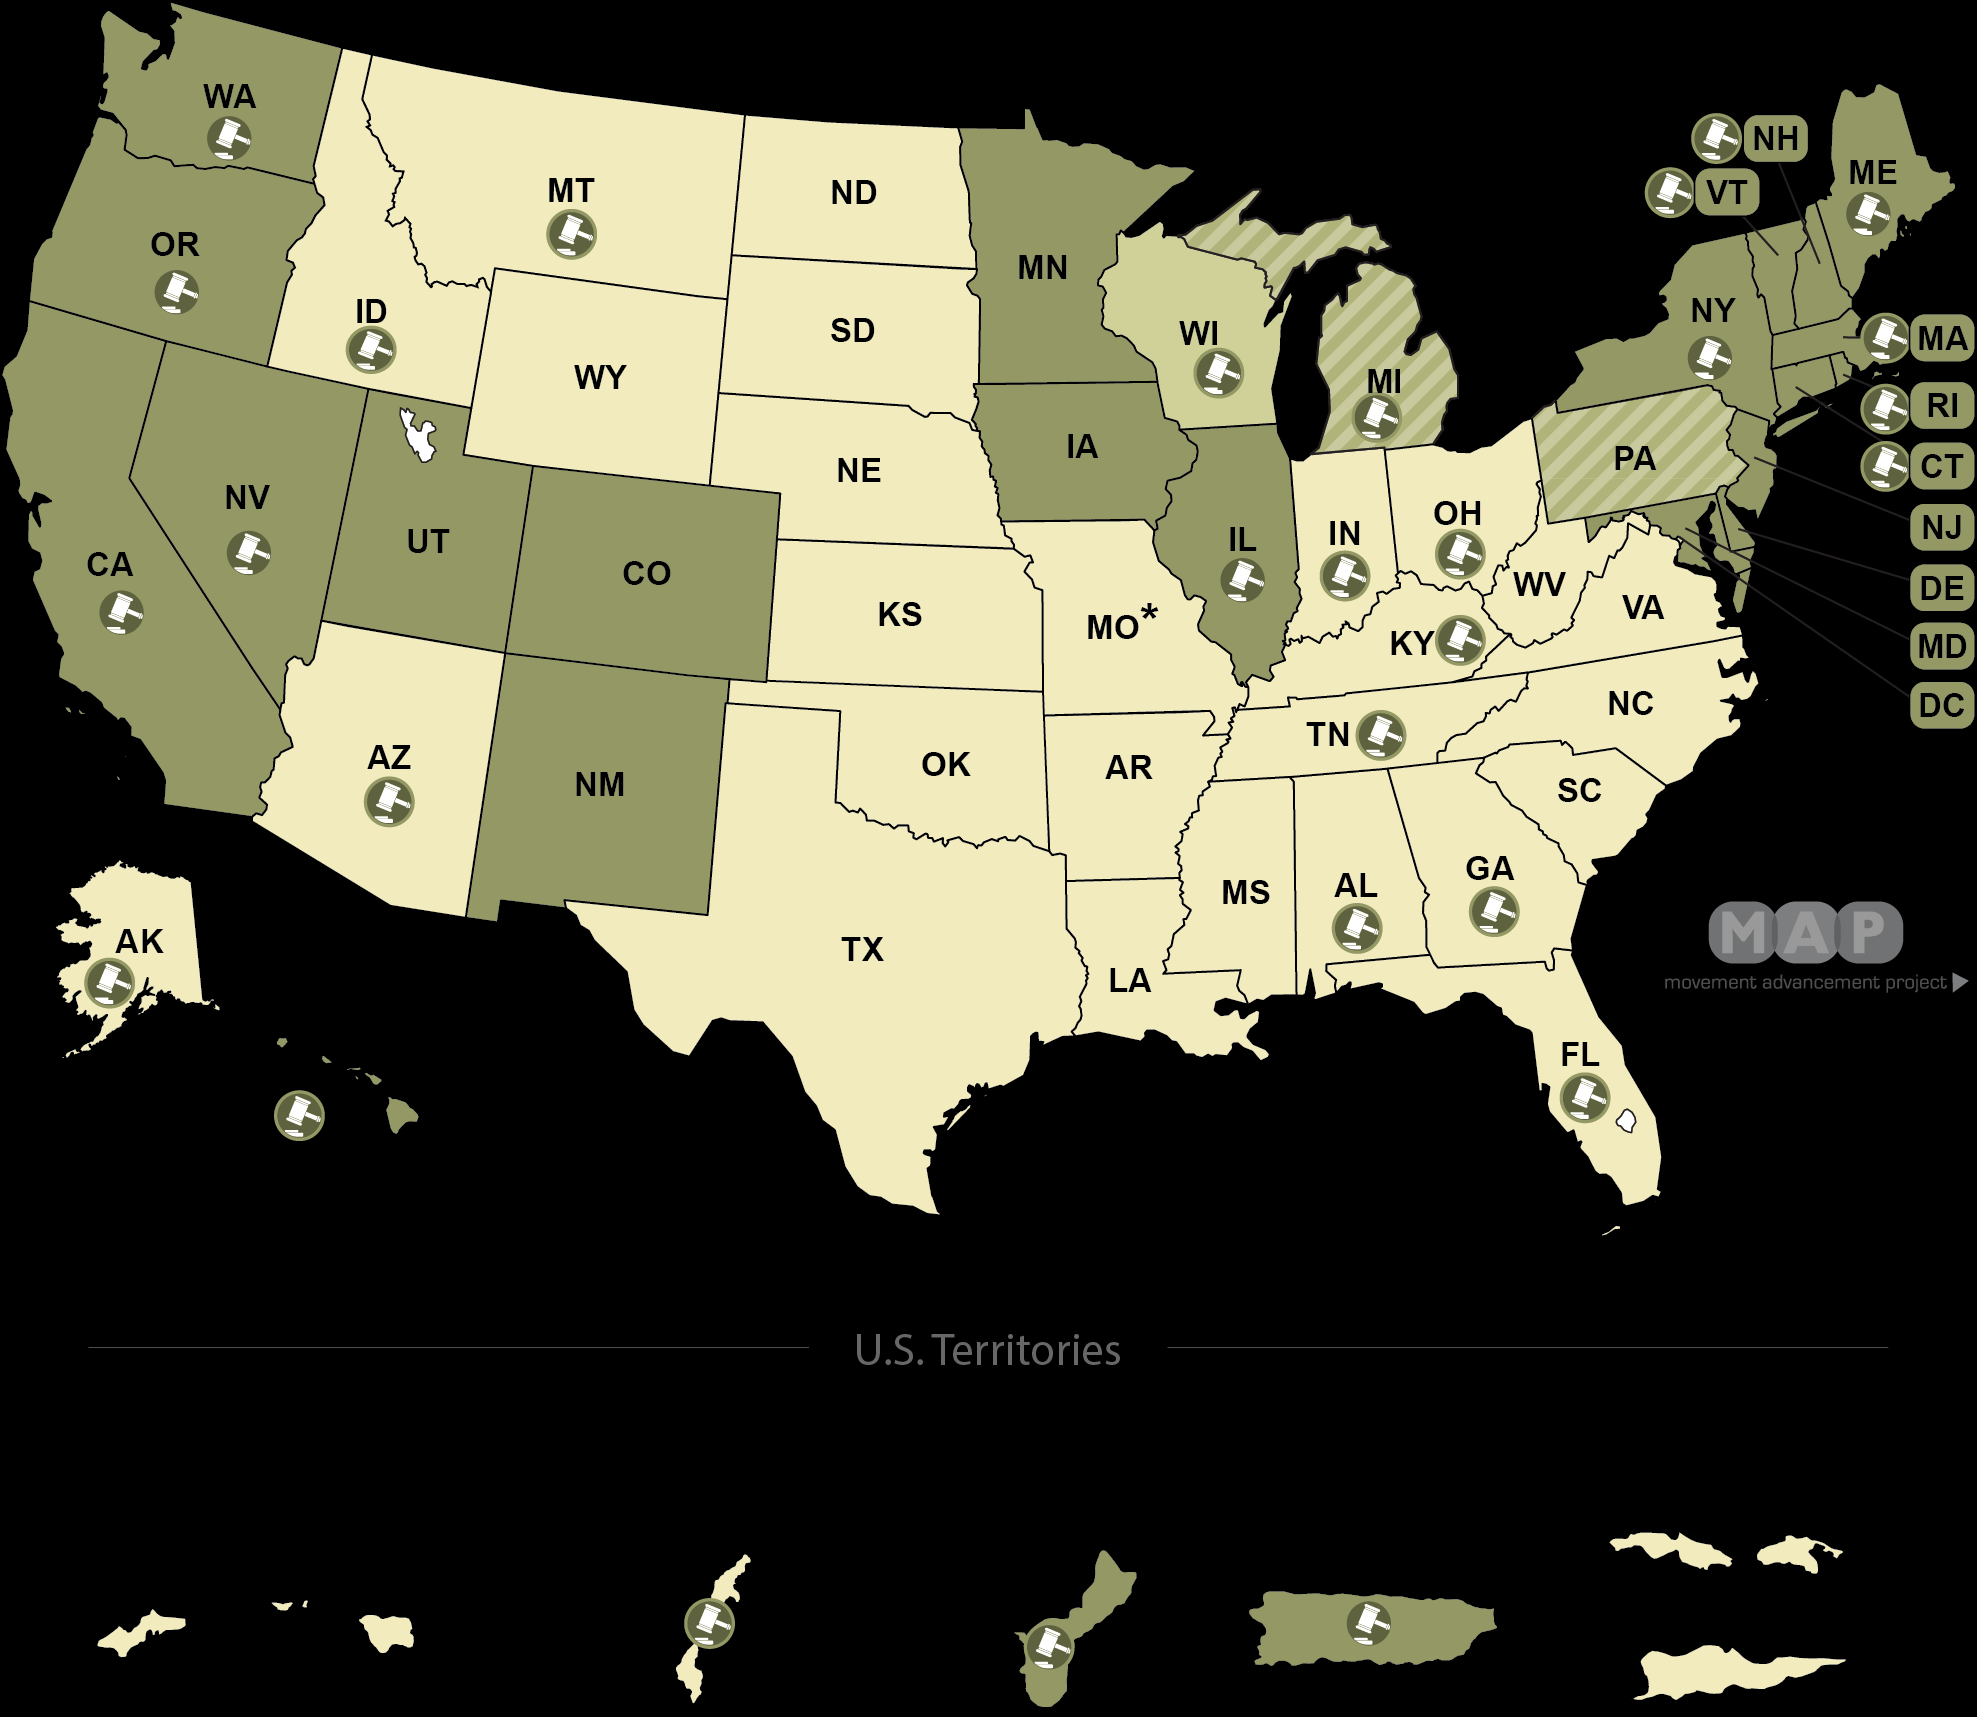 WA
NH
VT
ME
OR
MT
ND
MN
ID
SD
WI
MI
NY
MA
WY
RI
IA
NE
PA
CT
NV
UT
CO
IL
IN
OH
NJ
CA
KS
MO*
WV
VA
DE
KY
MD
NC
DC
AZ
NM
OK
AR
TN
SC
TX
MS
AL
GA
LA
AK
MAP
movement advancement project
FL
U.S. Territories